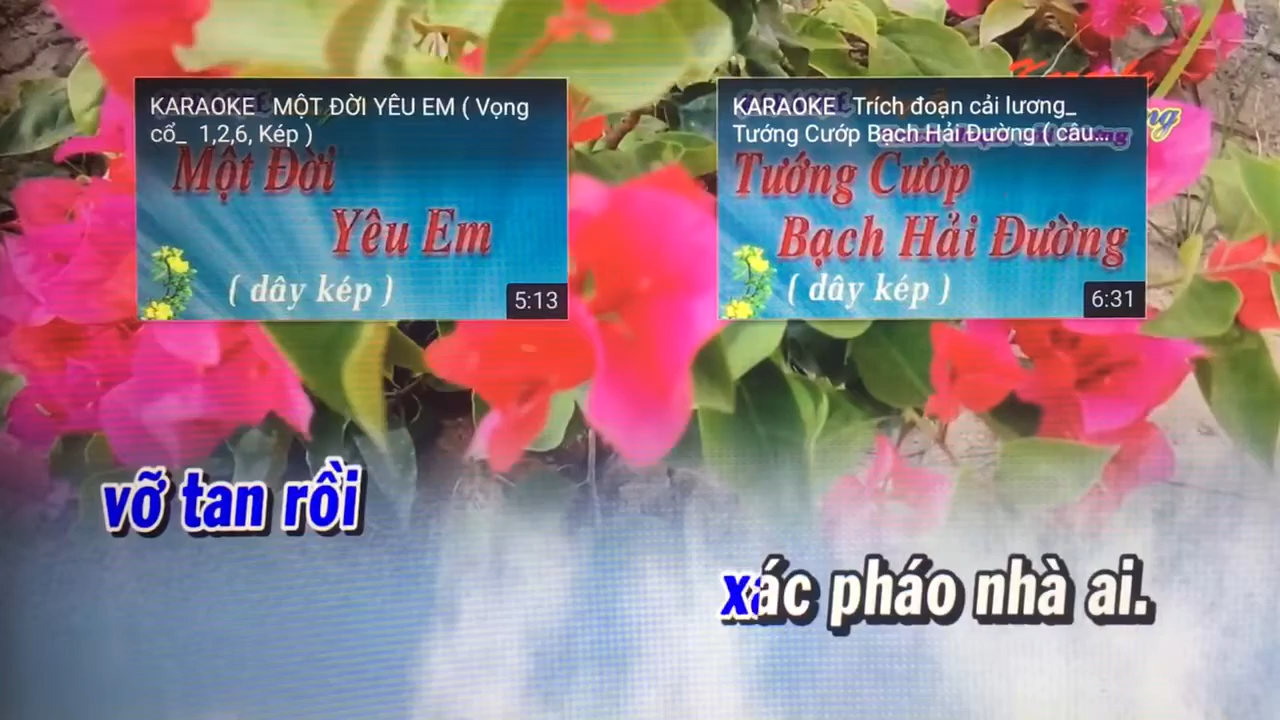 KARAOKE MỘT ĐỜI YÊU EM ( Vọng
cổ_ 1,2,6, Kép )
Một Đời
Yêu Em
( dây kép )
5:13
KARAOKE Trích đoạn cải lương_
Tướng Cướp Bạch Hải Đường ( câu...
Tướng Cướp
Bạch Hải Đường
( dây kép )
6:31
vỡ tan rồi
xác pháo nhà ai.